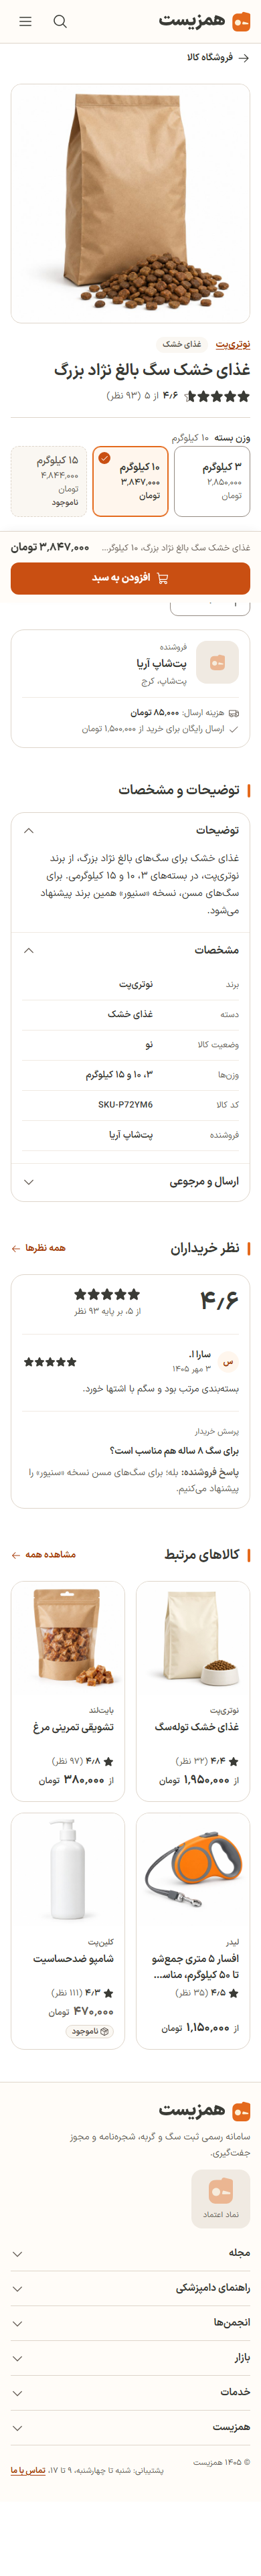 همزیست
فروشگاه کالا
نوتری‌پت
غذای خشک
غذای خشک سگ بالغ نژاد بزرگ
۴٫۶ از ۵ (۹۳ نظر)
وزن بسته ۱۰ کیلوگرم
۳ کیلوگرم
۲,۸۵۰,۰۰۰
تومان
۱۰ کیلوگرم
۳,۸۴۷,۰۰۰
تومان
۱۵ کیلوگرم
۴,۸۴۴,۰۰۰
تومان
ناموجود
غذای خشک سگ بالغ نژاد بزرگ، ۱۰ کیلوگر...
۳,۸۴۷,۰۰۰ تومان
افزودن به سبد
فروشنده
پت‌شاپ آریا
پت‌شاپ، کرج
هزینه ارسال: ۸۵,۰۰۰ تومان
ارسال رایگان برای خرید از ۱,۵۰۰,۰۰۰ تومان
توضیحات و مشخصات
توضیحات
غذای خشک برای سگ‌های بالغ نژاد بزرگ، از برند
نوتری‌پت، در بسته‌های ۳، ۱۰ و ۱۵ کیلوگرمی. برای
سگ‌های مسن، نسخه «سنیور» همین برند پیشنهاد
می‌شود.
مشخصات
برند نوتری‌پت
دسته غذای خشک
وضعیت کالا نو
وزن‌ها ۳، ۱۰ و ۱۵ کیلوگرم
کد کالا SKU-P72YM6
فروشنده پت‌شاپ آریا
ارسال و مرجوعی
نظر خریداران
همه نظرها
۴٫۶
از ۵، بر پایه ۹۳ نظر
س
سارا ا.
۳ مهر ۱۴۰۵
بسته‌بندی مرتب بود و سگم با اشتها خورد.
پرسش خریدار
برای سگ ۸ ساله هم مناسب است؟
پاسخ فروشنده: بله؛ برای سگ‌های مسن نسخه «سنیور» را
پیشنهاد می‌کنیم.
کالاهای مرتبط
مشاهده همه
نوتری‌پت
غذای خشک توله‌سگ
۴٫۴ (۳۲ نظر)
از ۱,۹۵۰,۰۰۰ تومان
بایت‌لند
تشویقی تمرینی مرغ
۴٫۸ (۹۷ نظر)
از ۳۸۰,۰۰۰ تومان
لیدر
افسار ۵ متری جمع‌شو
تا ۵۰ کیلوگرم، مناسـ...
۴٫۵ (۳۵ نظر)
از ۱,۱۵۰,۰۰۰ تومان
کلین‌پت
شامپو ضدحساسیت
۴٫۳ (۱۱۱ نظر)
۴۷۰,۰۰۰ تومان
ناموجود
همزیست
سامانه رسمی ثبت سگ و گربه، شجره‌نامه و مجوز
جفت‌گیری.
نماد اعتماد
مجله
راهنمای دامپزشکی
انجمن‌ها
بازار
خدمات
همزیست
© ۱۴۰۵ همزیست
پشتیبانی: شنبه تا چهارشنبه، ۹ تا ۱۷. تماس با ما